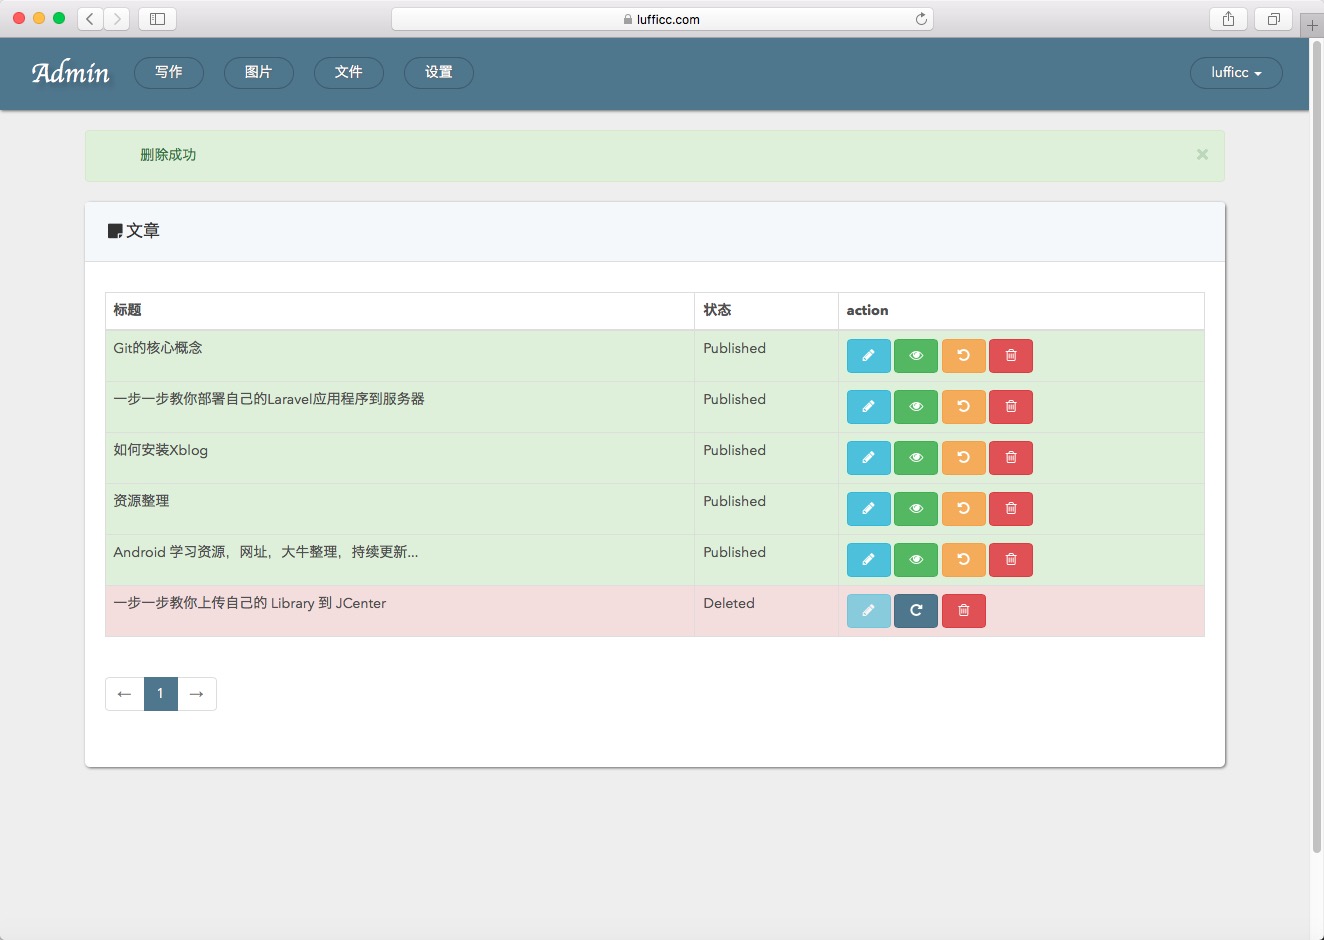 lufficc.com
Admin 写作 图片 文件 设置 lufficc
删除成功 ×
文章
标题 状态 action
Git的核心概念 Published
一步一步教你部署自己的Laravel应用程序到服务器 Published
如何安装Xblog Published
资源整理 Published
Android 学习资源，网址，大牛整理，持续更新... Published
一步一步教你上传自己的 Library 到 JCenter Deleted
← 1 →